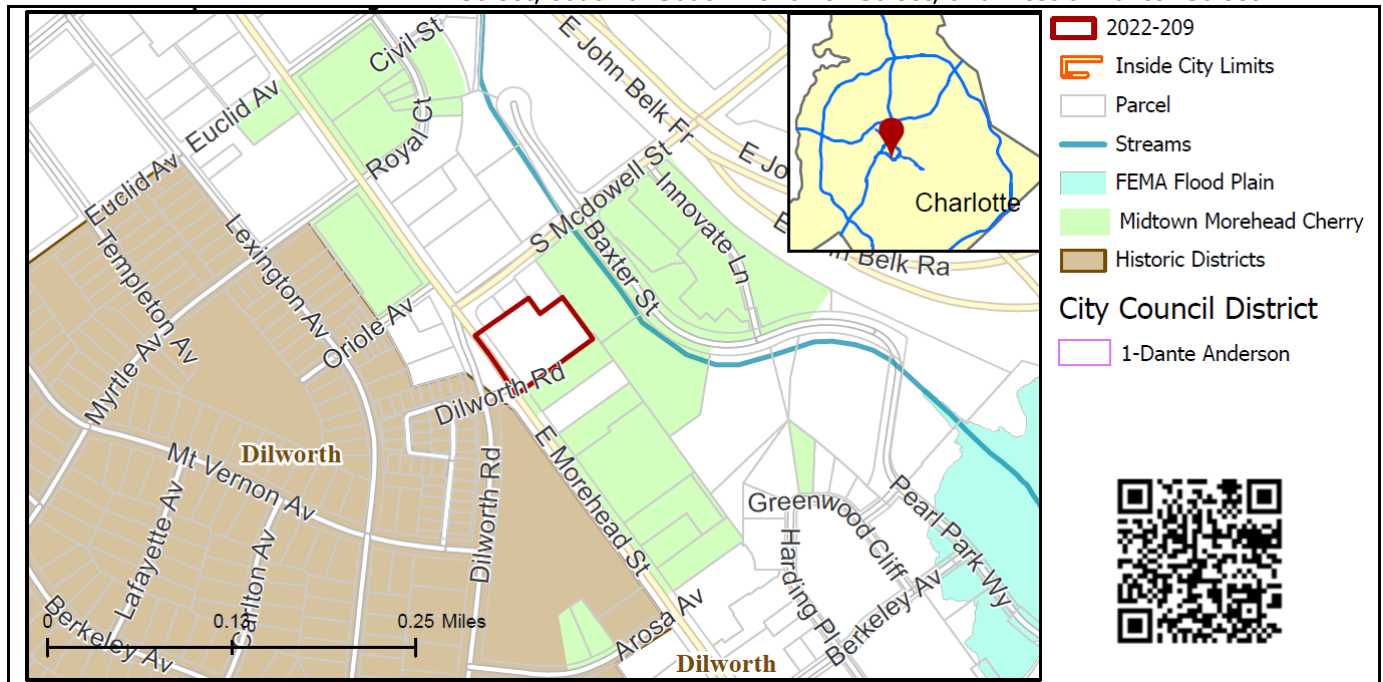 Civil St
E John Belk Fr
Euclid Av
Royal Ct
E Jo
Euclid Av
S Mcdowell St
Innovate Ln
Charlotte
Templeton Av
Lexington Av
Baxter St
Belk Ra
Oriole Av
Myrtle Av
Dilworth Rd
Dilworth
Mt Vernon Av
E Morehead St
Dilworth Rd
Lafayette Av
Carlton Av
Greenwood Cliff
Pearl Park Wy
Harding Pl
Berkeley Av
Berkeley Av
Arosa Av
Dilworth
0
0.13
0.25 Miles
2022-209
Inside City Limits
Parcel
Streams
FEMA Flood Plain
Midtown Morehead Cherry
Historic Districts
City Council District
1-Dante Anderson